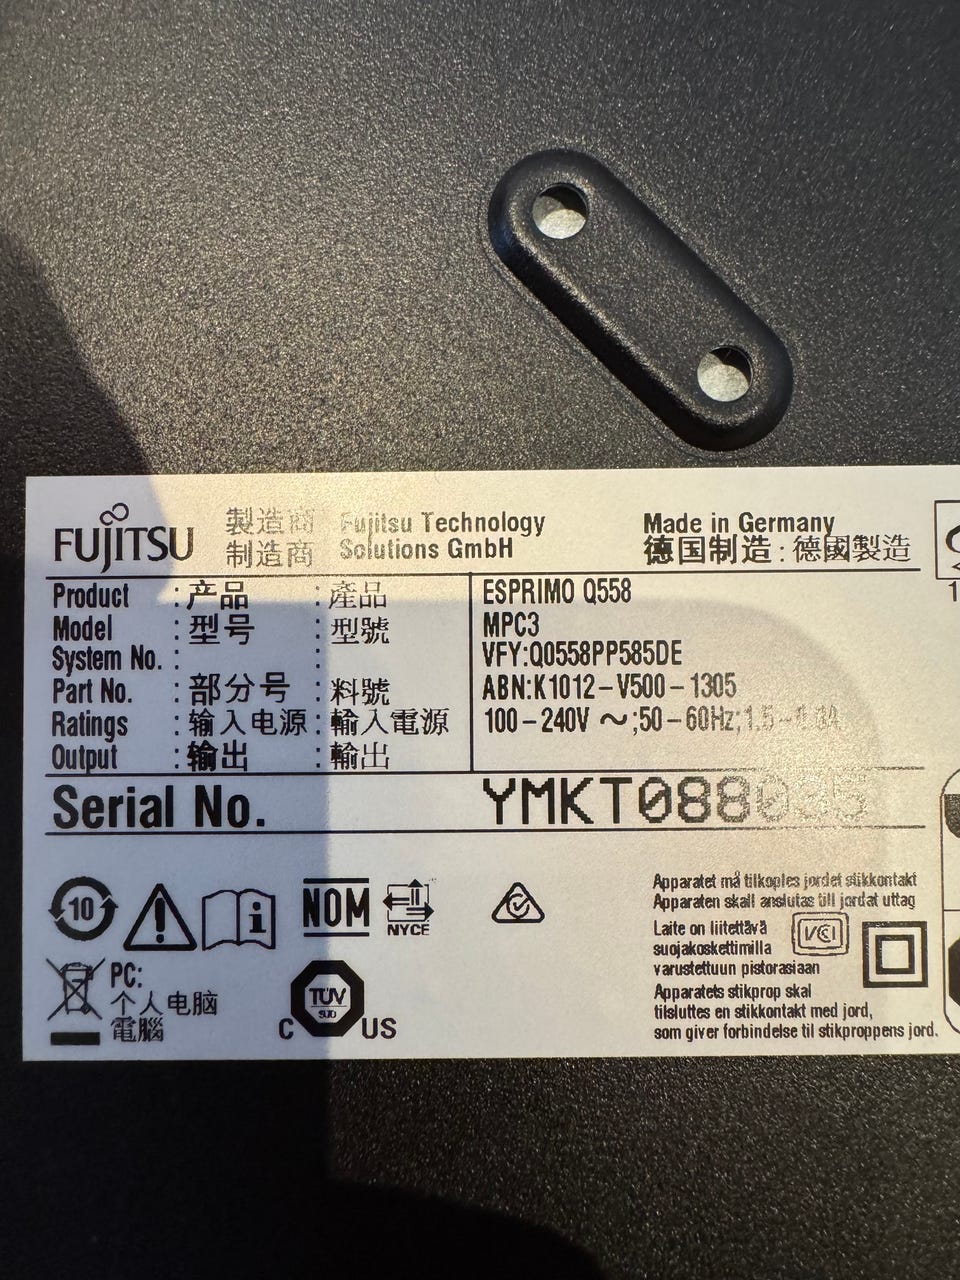 FUJITSU 製造商 Fujitsu Technology Made in Germany
制造商 Solutions GmbH 德国制造 : 德國製造
Product : 产品 : 產品 ESPRIMO Q558
Model : 型号 : 型號 MPC3
System No. : : VFY:Q0558PP585DE
Part No. : 部分号 : 料號 ABN:K1012-V500-1305
Ratings : 输入电源 : 輸入電源 100-240V ~;50-60Hz;
Output : 输出 : 輸出
Serial No.
10
NOM
NYCE
Apparatet må tilkoples jordet stikkontakt
Apparaten skall anslutas till jordat uttag
Laite on liitettävä
suojakoskettimilla
varustettuun pistorasiaan
VCI
Apparatets stikprop skal
tilsluttes en stikkontakt med jord,
som giver forbindelse til stikproppens jord.
PC:
个人电脑
電腦
TÜV
SÜD
C US